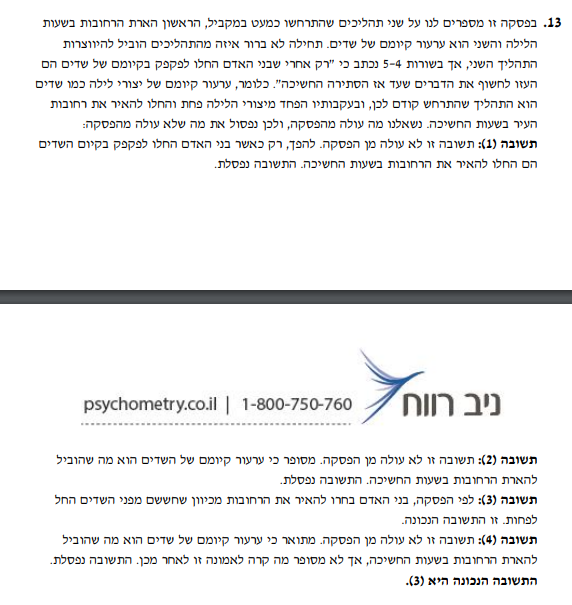 13. בפסקה זו מספרים לנו על שני תהליכים שהתרחשו כמעט במקביל, הראשון הארת הרחובות בשעות
הלילה והשני הוא ערעור קיומם של שדים. תחילה לא ברור איזה מהתהליכים הוביל להיווצרות
התהליך השני, אך בשורות 4-5 נכתב כי "רק אחרי שבני האדם החלו לפקפק בקיומם של שדים הם
העזו לחשוף את הדברים שעד אז הסתירה החשיכה". כלומר, ערעור קיומם של יצורי לילה כמו שדים
הוא התהליך שהתרחש קודם לכן, ובעקבותיו הפחד מיצורי הלילה פחת והחלו להאיר את רחובות
העיר בשעות החשיכה. נשאלנו מה עולה מהפסקה, ולכן נפסול את מה שלא עולה מהפסקה:
תשובה (1): תשובה זו לא עולה מן הפסקה. להפך, רק כאשר בני האדם החלו לפקפק בקיום השדים
הם החלו להאיר את הרחובות בשעות החשיכה. התשובה נפסלת.
ניב רווח
psychometry.co.il | 1-800-750-760
תשובה (2): תשובה זו לא עולה מן הפסקה. מסופר כי ערעור קיומם של השדים הוא מה שהוביל
להארת הרחובות בשעות החשיכה. התשובה נפסלת.
תשובה (3): לפי הפסקה, בני האדם בחרו להאיר את הרחובות מכיוון שחששם מפני השדים החל
לפחות. זו התשובה הנכונה.
תשובה (4): תשובה זו לא עולה מן הפסקה. מתואר כי ערעור קיומם של שדים הוא מה שהוביל
להארת הרחובות בשעות החשיכה, אך לא מסופר מה קרה לאמונה זו לאחר מכן. התשובה נפסלת.
התשובה הנכונה היא (3).